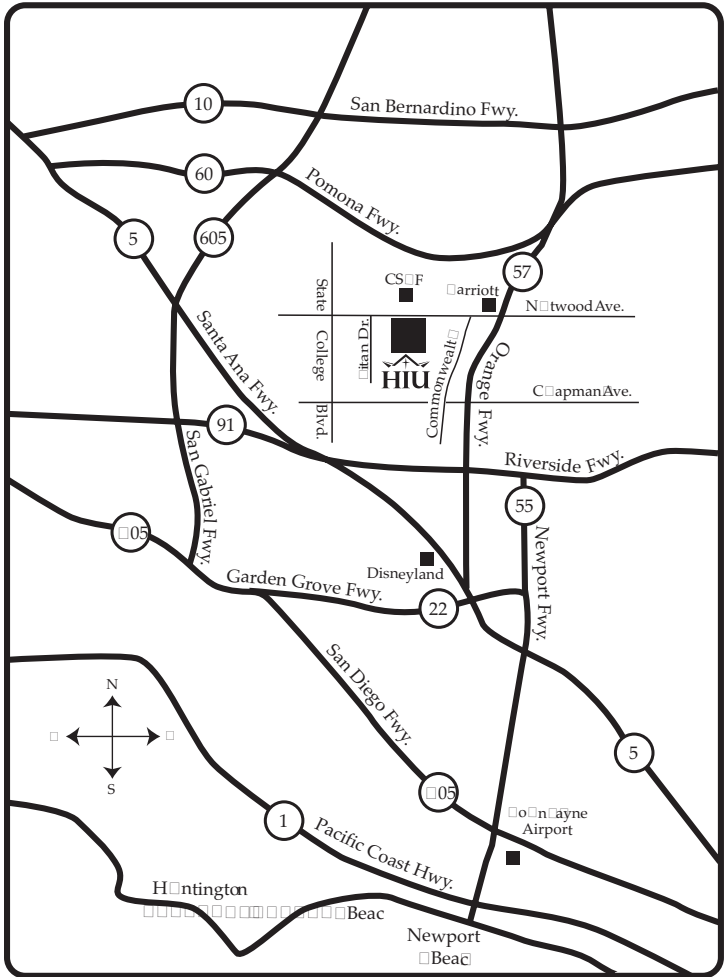 10
San Bernardino Fwy.
60
Pomona Fwy.
5
605
57
State
College
Blvd.
CS□F
□arriott
N□twood Ave.
□itan Dr.
HIU
Commonwealt□
Orange Fwy.
C□apman Ave.
Santa Ana Fwy.
91
San Gabriel Fwy.
Riverside Fwy.
55
Newport Fwy.
□05
Disneyland
Garden Grove Fwy.
22
San Diego Fwy.
N
S
5
□05
1
Pacific Coast Hwy.
□o□n □ayne
Airport
H□ntington
Beac
Newport
□Beac□